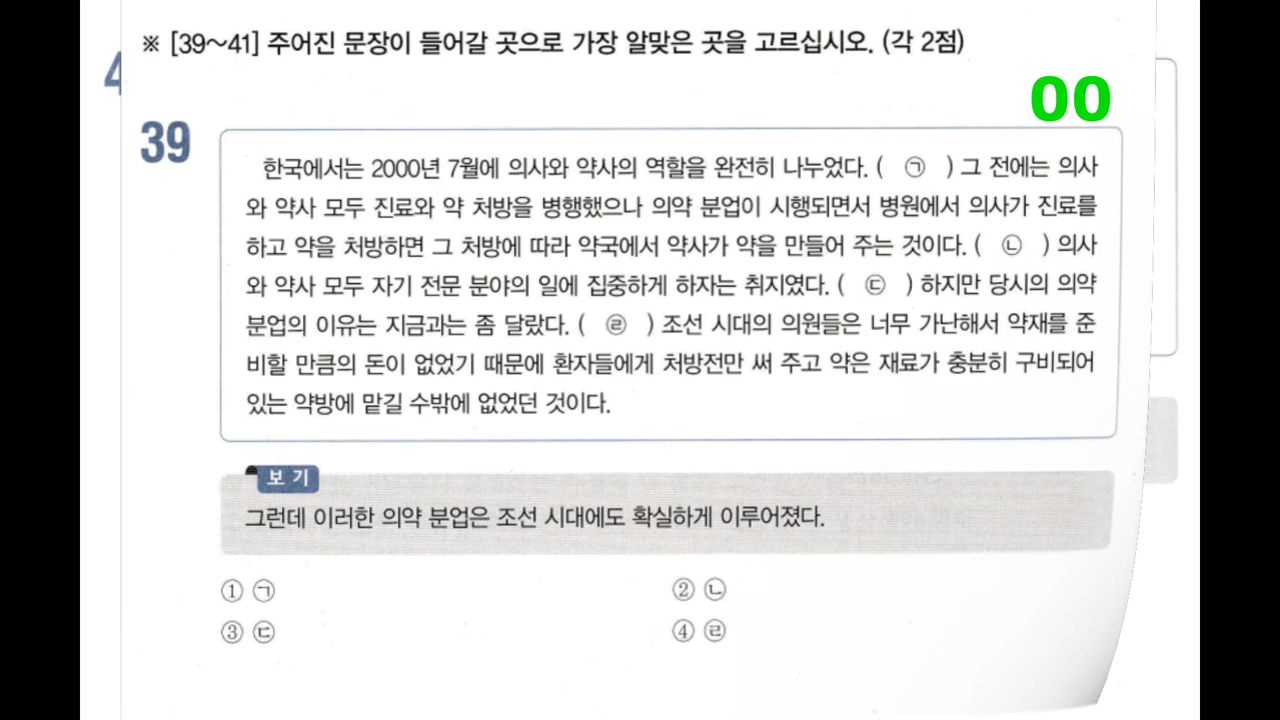 ※ [39~41] 주어진 문장이 들어갈 곳으로 가장 알맞은 곳을 고르십시오. (각 2점)
4
00
39
한국에서는 2000년 7월에 의사와 약사의 역할을 완전히 나누었다. ( ㉠ ) 그 전에는 의사
와 약사 모두 진료와 약 처방을 병행했으나 의약 분업이 시행되면서 병원에서 의사가 진료를
하고 약을 처방하면 그 처방에 따라 약국에서 약사가 약을 만들어 주는 것이다. ( ㉡ ) 의사
와 약사 모두 자기 전문 분야의 일에 집중하게 하자는 취지였다. ( ㉢ ) 하지만 당시의 의약
분업의 이유는 지금과는 좀 달랐다. ( ㉣ ) 조선 시대의 의원들은 너무 가난해서 약재를 준
비할 만큼의 돈이 없었기 때문에 환자들에게 처방전만 써 주고 약은 재료가 충분히 구비되어
있는 약방에 맡길 수밖에 없었던 것이다.
보기
그런데 이러한 의약 분업은 조선 시대에도 확실하게 이루어졌다.
① ㉠ ② ㉡
③ ㉢ ④ ㉣